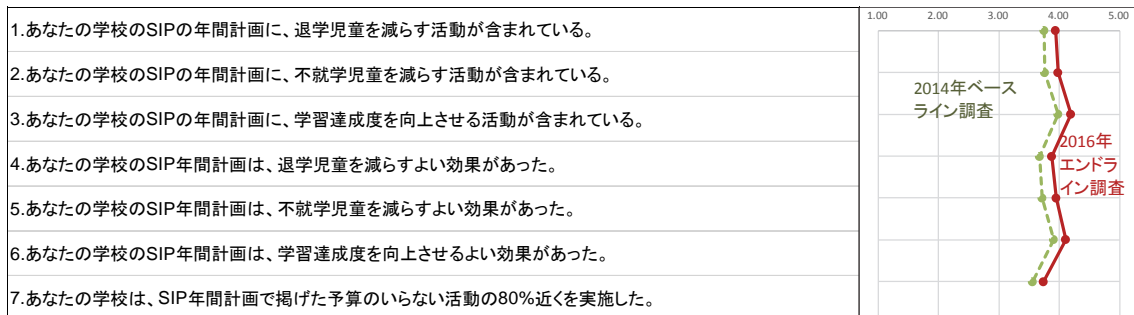 1.00 2.00 3.00 4.00 5.00
1.あなたの学校のSIPの年間計画に、退学児童を減らす活動が含まれている。
2.あなたの学校のSIPの年間計画に、不就学児童を減らす活動が含まれている。
3.あなたの学校のSIPの年間計画に、学習達成度を向上させる活動が含まれている。
4.あなたの学校のSIP年間計画は、退学児童を減らすよい効果があった。
5.あなたの学校のSIP年間計画は、不就学児童を減らすよい効果があった。
6.あなたの学校のSIP年間計画は、学習達成度を向上させるよい効果があった。
7.あなたの学校は、SIP年間計画で掲げた予算のいらない活動の80%近くを実施した。
2014年ベース
ライン調査
2016年
エンドラ
イン調査